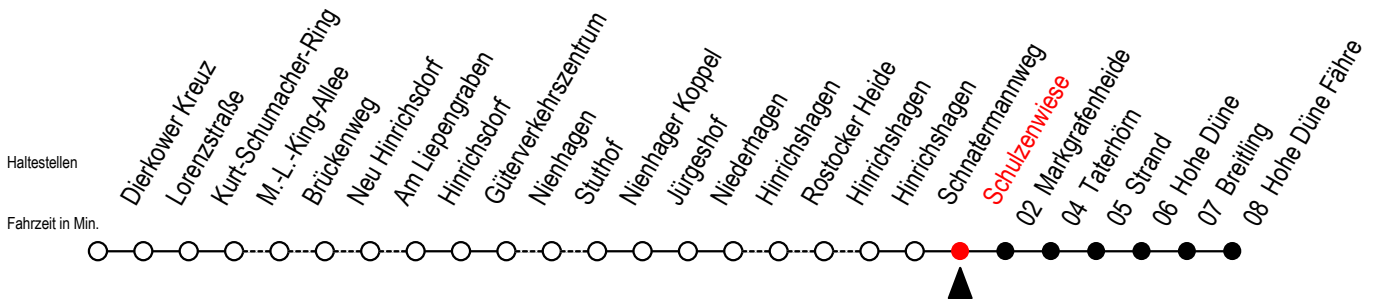 Haltestellen
Fahrzeit in Min.
Dierkower Kreuz
Lorenzstraße
Kurt-Schumacher-Ring
M.-L.-King-Allee
Brückenweg
Neu Hinrichsdorf
Am Liepengraben
Hinrichsdorf
Güterverkehrszentrum
Nienhagen
Stuthof
Nienhager Koppel
Jürgeshof
Niederhagen
Hinrichshagen
Rostocker Heide
Hinrichshagen
Hinrichshagen
Schnatermannweg
Schulzenwiese
02 Markgrafenheide
04 Taterhörn
05 Strand
06 Hohe Düne
07 Breitling
08 Hohe Düne Fähre